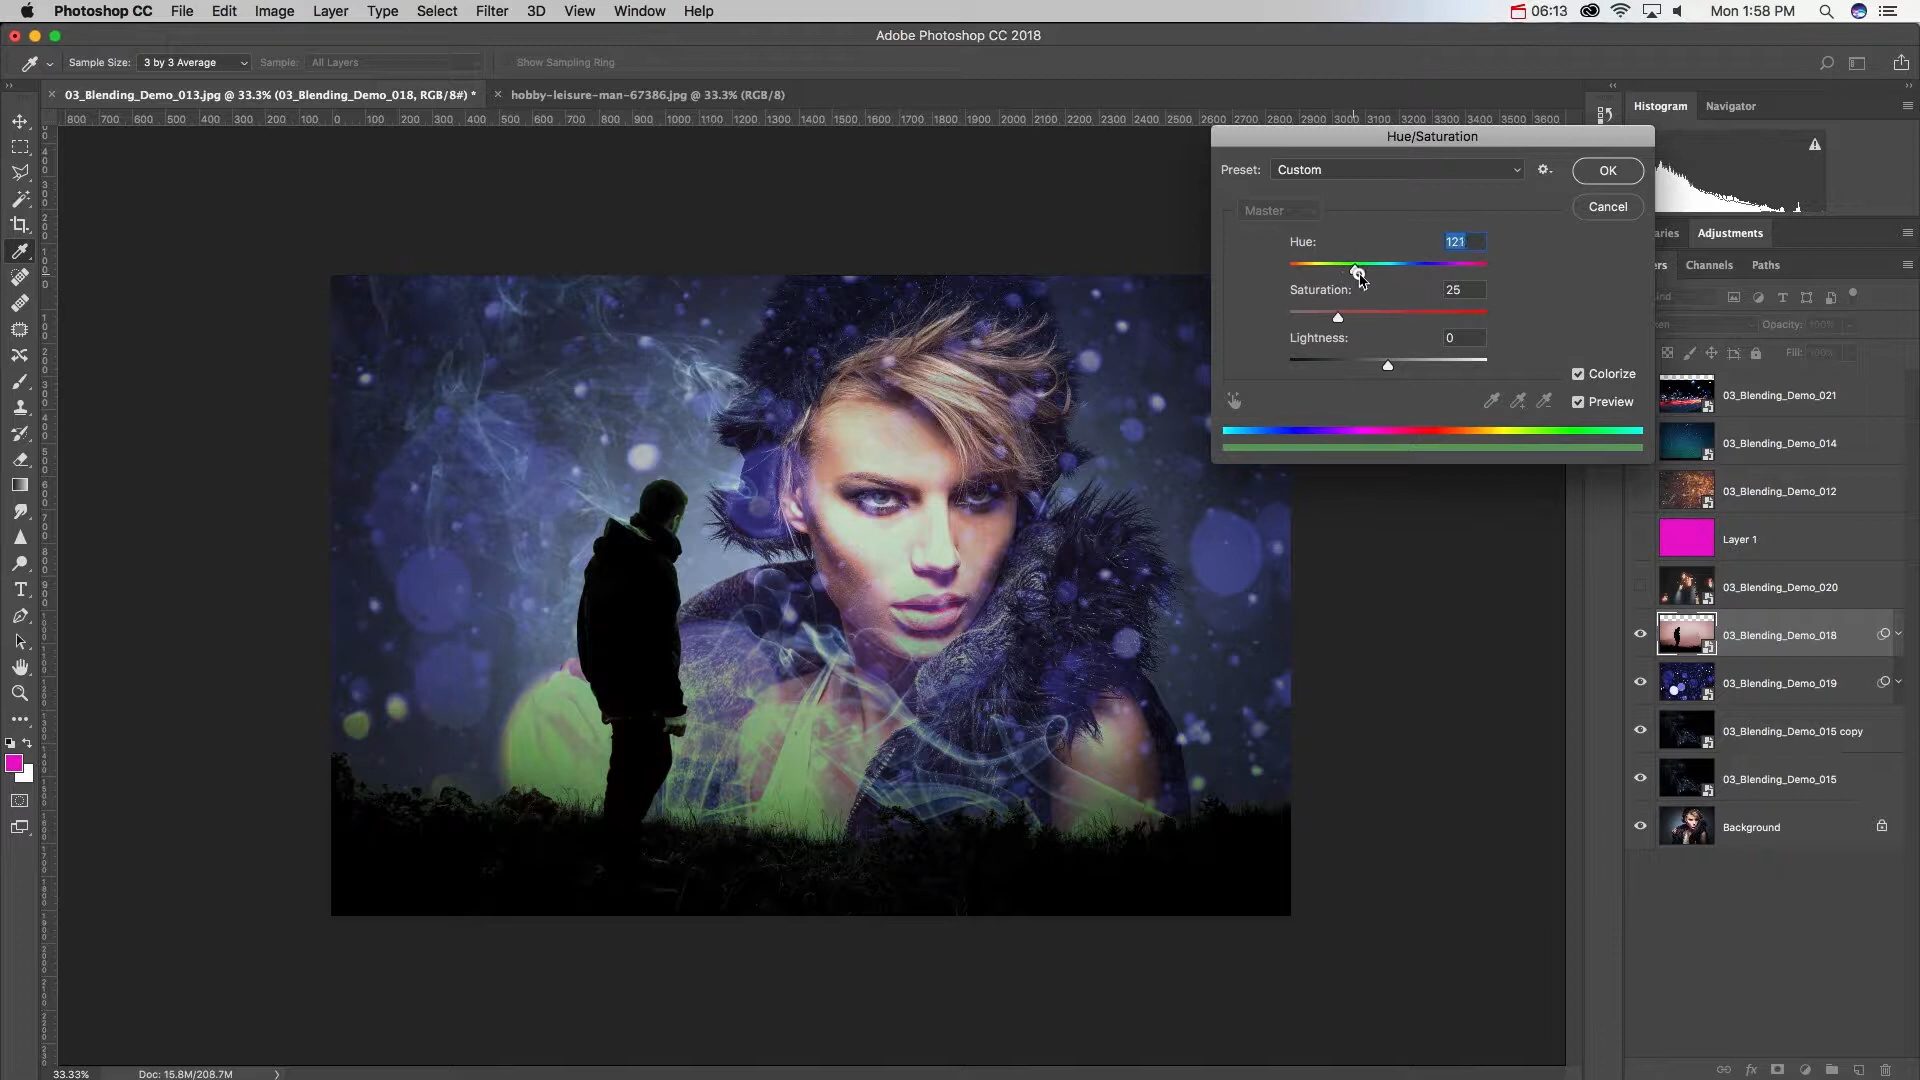 Photoshop CC File Edit Image Layer Type Select Filter 3D View Window Help 06:13 Mon 1:58 PM
Adobe Photoshop CC 2018
Sample Size: 3 by 3 Average Sample: All Layers Show Sampling Ring
03_Blending_Demo_013.jpg @ 33.3% (03_Blending_Demo_018, RGB/8#) * hobby-leisure-man-67386.jpg @ 33.3% (RGB/8)
Histogram Navigator
800 700 600 500 400 300 200 100 0 100 200 300 400 500 600 700 800 900 1000 1100 1200 1300 1400 1500 1600 1700 1800 1900 2000 2100 2200 2300 2400 2500 2600 2700 2800 2900 3000 3100 3200 3300 3400 3500 3600
Hue/Saturation
Preset: Custom OK
Cancel
Master
Hue: 121
Saturation: 25
Lightness: 0
Colorize
Preview
Adjustments
Channels Paths
Opacity: 100%
Fill: 100%
03_Blending_Demo_021
03_Blending_Demo_014
03_Blending_Demo_012
Layer 1
03_Blending_Demo_020
03_Blending_Demo_018
03_Blending_Demo_019
03_Blending_Demo_015 copy
03_Blending_Demo_015
Background
33.33% Doc: 15.8M/208.7M